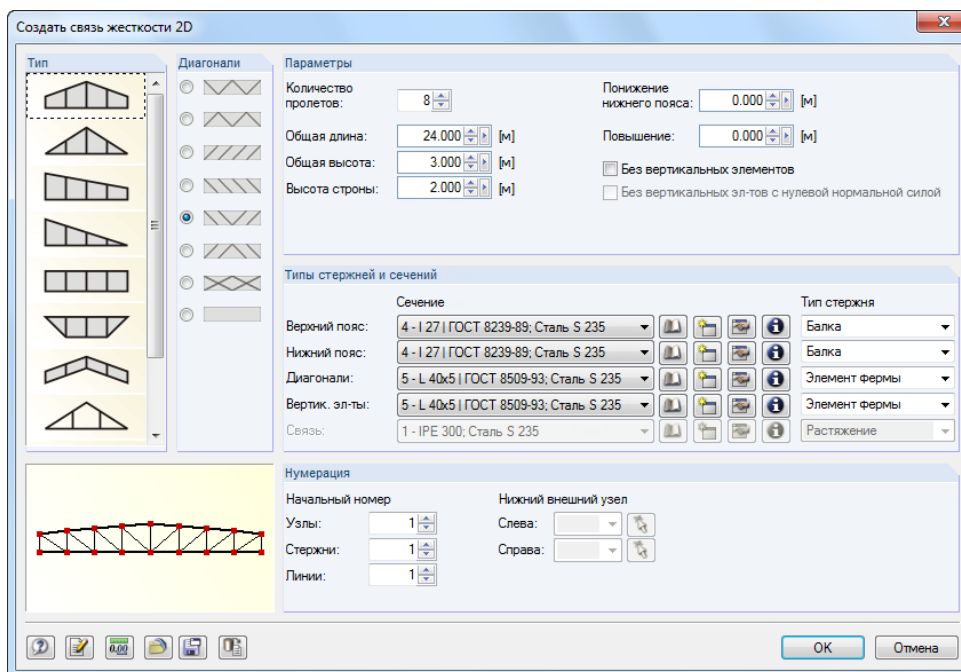 Создать связь жесткости 2D
Тип
Диагонали
Параметры
Количество
пролетов: 8
Общая длина: 24.000 [м]
Общая высота: 3.000 [м]
Высота строны: 2.000 [м]
Понижение
нижнего пояса: 0.000 [м]
Повышение: 0.000 [м]
Без вертикальных элементов
Без вертикальных эл-тов с нулевой нормальной силой
Типы стержней и сечений
Сечение Тип стержня
Верхний пояс: 4 - I 27 | ГОСТ 8239-89; Сталь S 235 Балка
Нижний пояс: 4 - I 27 | ГОСТ 8239-89; Сталь S 235 Балка
Диагонали: 5 - L 40x5 | ГОСТ 8509-93; Сталь S 235 Элемент фермы
Вертик. эл-ты: 5 - L 40x5 | ГОСТ 8509-93; Сталь S 235 Элемент фермы
Связь: 1 - IPE 300; Сталь S 235 Растяжение
Нумерация
Начальный номер
Узлы: 1
Стержни: 1
Линии: 1
Нижний внешний узел
Слева:
Справа:
0.00
OK
Отмена